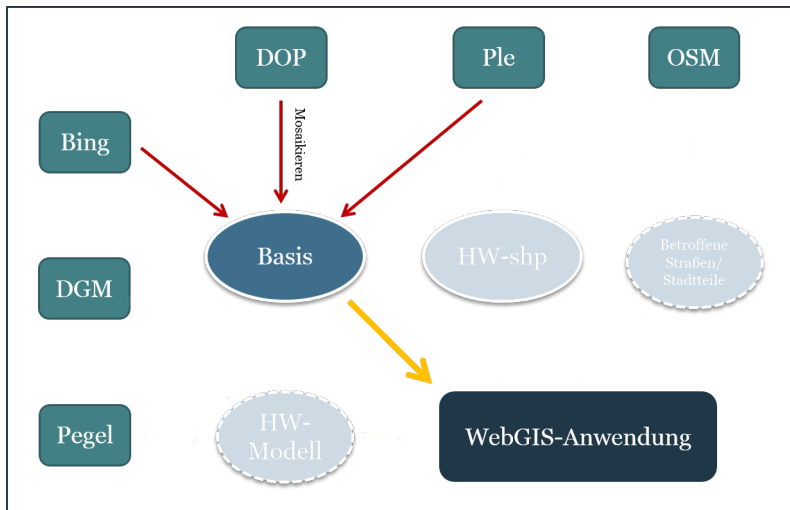 DOP
Ple
OSM
Bing
Mosaikieren
Basis
HW-shp
Betroffene
Straßen/
Stadtteile
DGM
Pegel
HW-
Modell
WebGIS-Anwendung